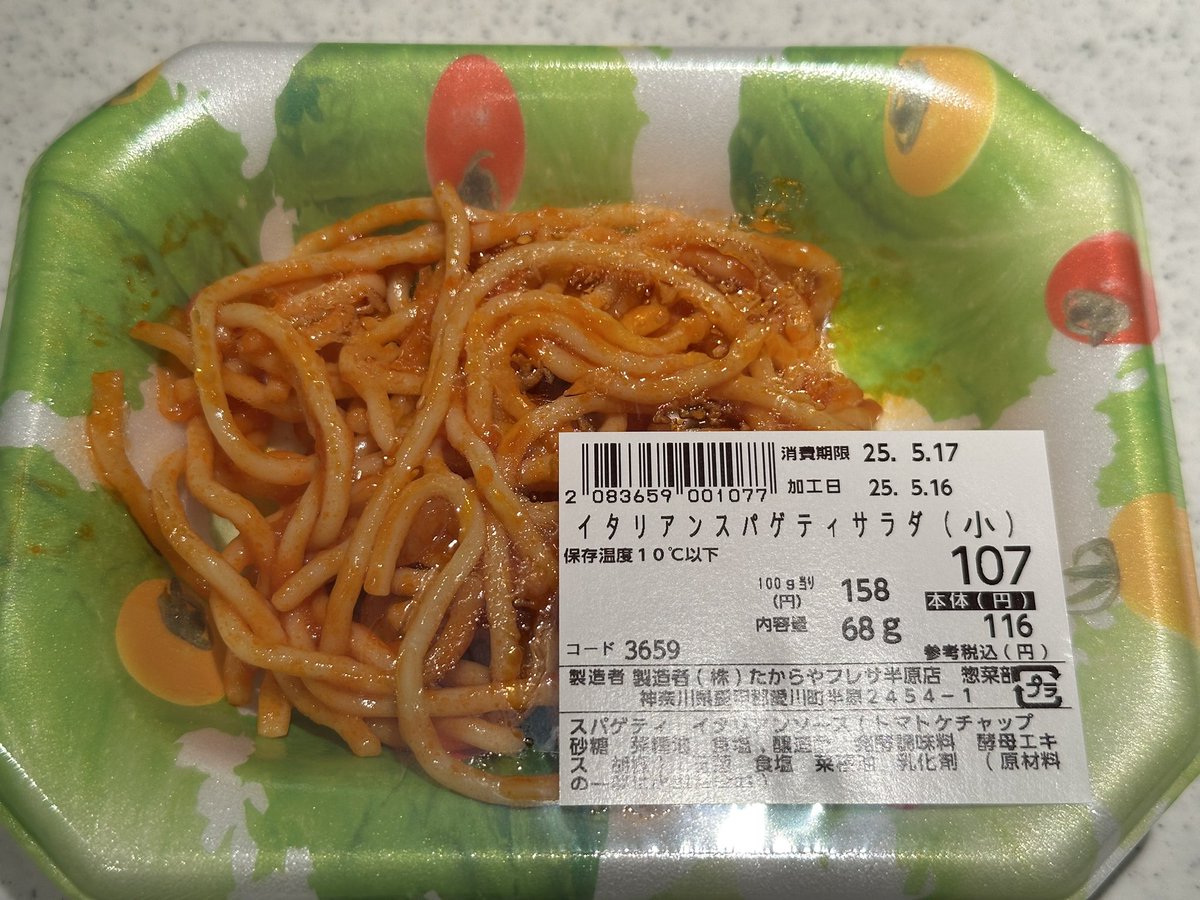 消費期限 25. 5.17
2 083659 001077
加工日 25. 5.16
イタリアンスパゲティサラダ(小)
保存温度10℃以下
107
本体(円)
100g当り(円) 158
116
参考税込(円)
内容量 68g
コード 3659
製造者 製造者(株)たからやフレサ半原店 惣菜部
プラ
神奈川県愛甲郡愛川町半原2454-1
スパゲティ イタリアンソース(トマトケチャップ
砂糖 菜種油 食塩 発酵調味料 酵母エキ
ス 食塩 菜種油 乳化剤 (原材料
の一部